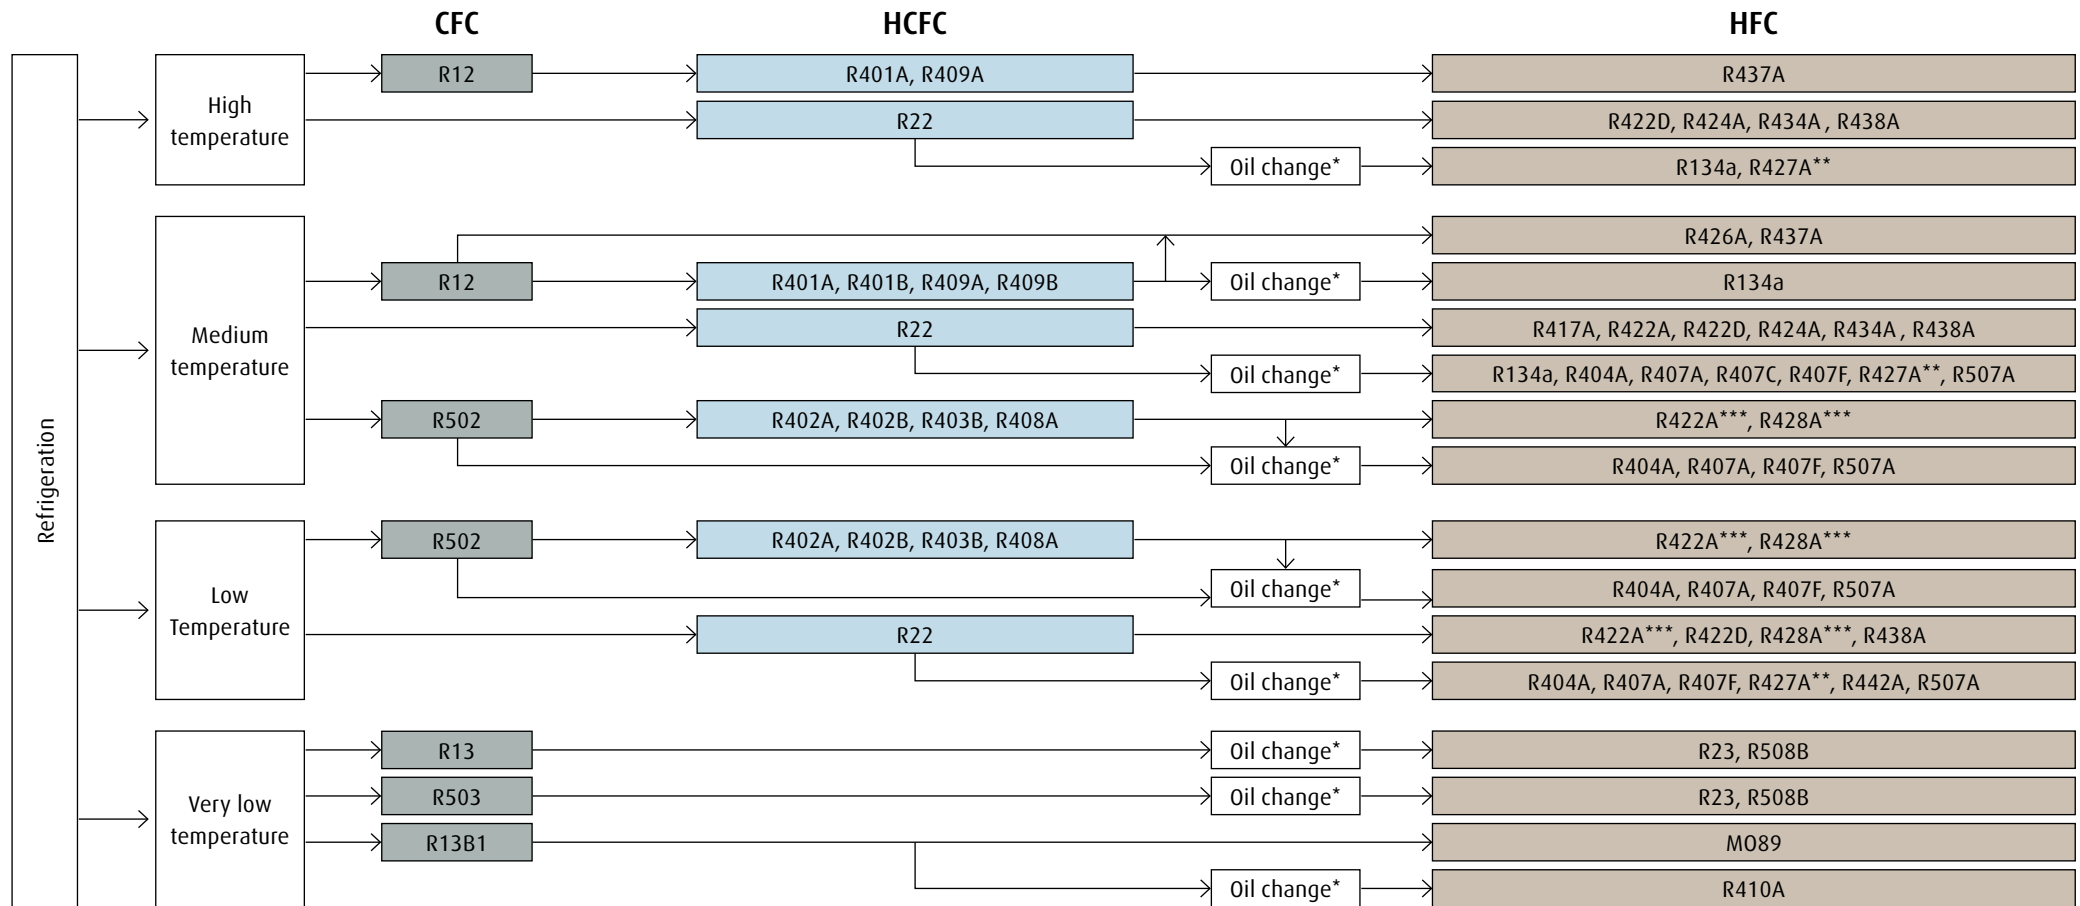 CFC
HCFC
HFC
Refrigeration
High
temperature
R12
R401A, R409A
R437A
R22
R422D, R424A, R434A , R438A
Oil change*
R134a, R427A**
Medium
temperature
R426A, R437A
R12
R401A, R401B, R409A, R409B
Oil change*
R134a
R22
R417A, R422A, R422D, R424A, R434A , R438A
Oil change*
R134a, R404A, R407A, R407C, R407F, R427A**, R507A
R502
R402A, R402B, R403B, R408A
R422A***, R428A***
Oil change*
R404A, R407A, R407F, R507A
Low
Temperature
R502
R402A, R402B, R403B, R408A
R422A***, R428A***
Oil change*
R404A, R407A, R407F, R507A
R22
R422A***, R422D, R428A***, R438A
Oil change*
R404A, R407A, R407F, R427A**, R442A, R507A
Very low
temperature
R13
Oil change*
R23, R508B
R503
Oil change*
R23, R508B
R13B1
MO89
Oil change*
R410A